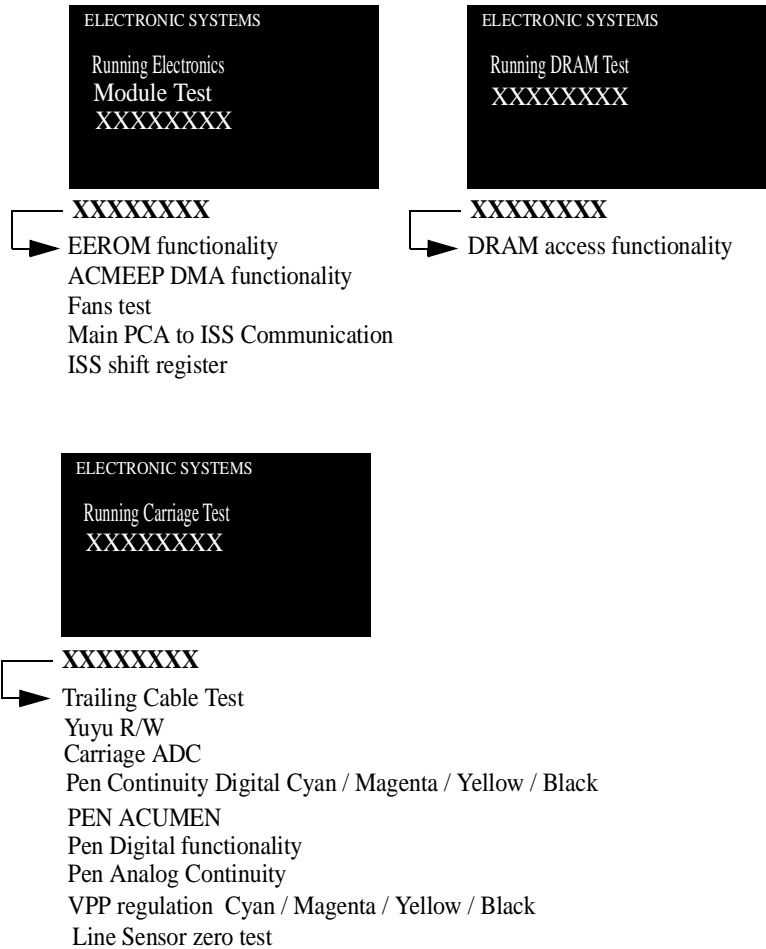 ELECTRONIC SYSTEMS
Running Electronics
Module Test
XXXXXXXX
XXXXXXXX
EEROM functionality
ACMEEP DMA functionality
Fans test
Main PCA to ISS Communication
ISS shift register
ELECTRONIC SYSTEMS
Running DRAM Test
XXXXXXXX
XXXXXXXX
DRAM access functionality
ELECTRONIC SYSTEMS
Running Carriage Test
XXXXXXXX
XXXXXXXX
Trailing Cable Test
Yuyu R/W
Carriage ADC
Pen Continuity Digital Cyan / Magenta / Yellow / Black
PEN ACUMEN
Pen Digital functionality
Pen Analog Continuity
VPP regulation Cyan / Magenta / Yellow / Black
Line Sensor zero test